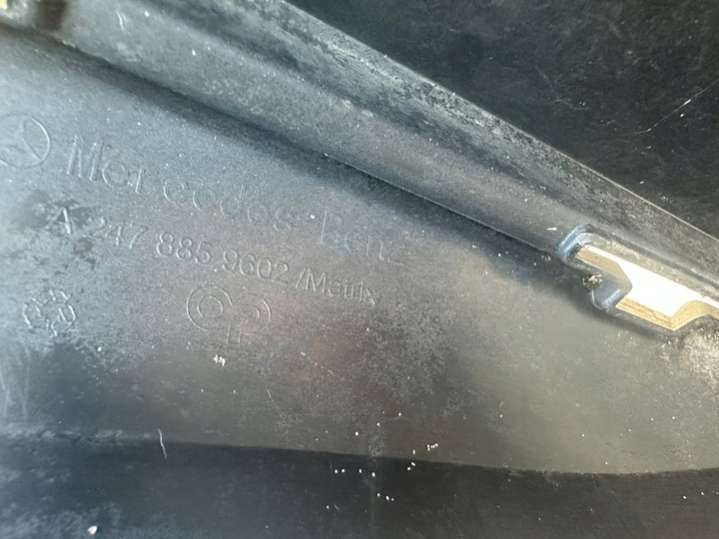 Mercedes-Benz
A 247 885 9602 /Matrix